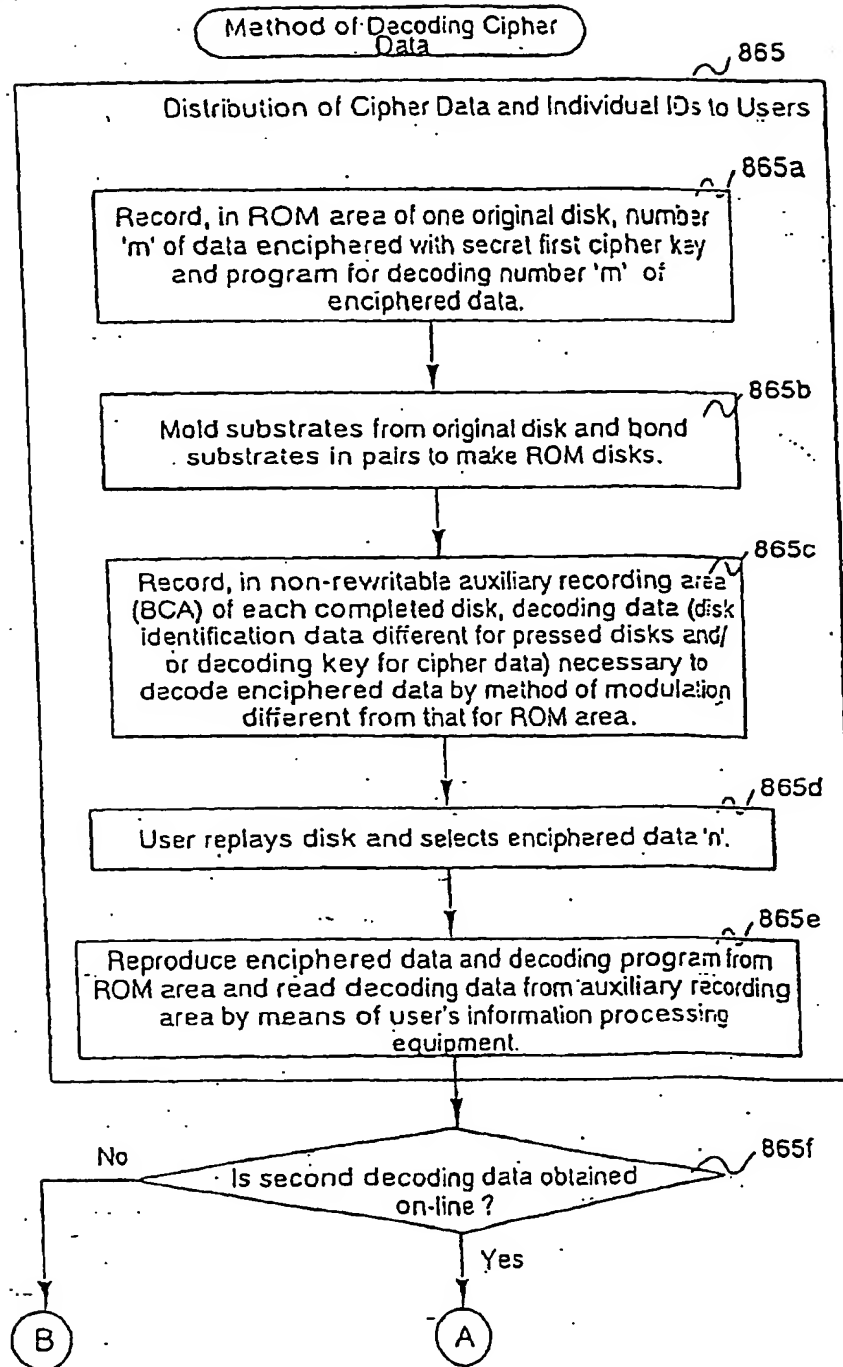 Method of Decoding Cipher
Data
865
Distribution of Cipher Data and Individual IDs to Users
865a
Record, in ROM area of one original disk, number
'm' of data enciphered with secret first cipher key
and program for decoding number 'm' of
enciphered data.
865b
Mold substrates from original disk and bond
substrates in pairs to make ROM disks.
865c
Record, in non-rewritable auxiliary recording area
(BCA) of each completed disk, decoding data (disk
identification data different for pressed disks and/
or decoding key for cipher data) necessary to
decode enciphered data by method of modulation
different from that for ROM area.
865d
User replays disk and selects enciphered data 'n'.
865e
Reproduce enciphered data and decoding program from
ROM area and read decoding data from auxiliary recording
area by means of user's information processing
equipment.
865f
No
Is second decoding data obtained
on-line ?
Yes
B
A